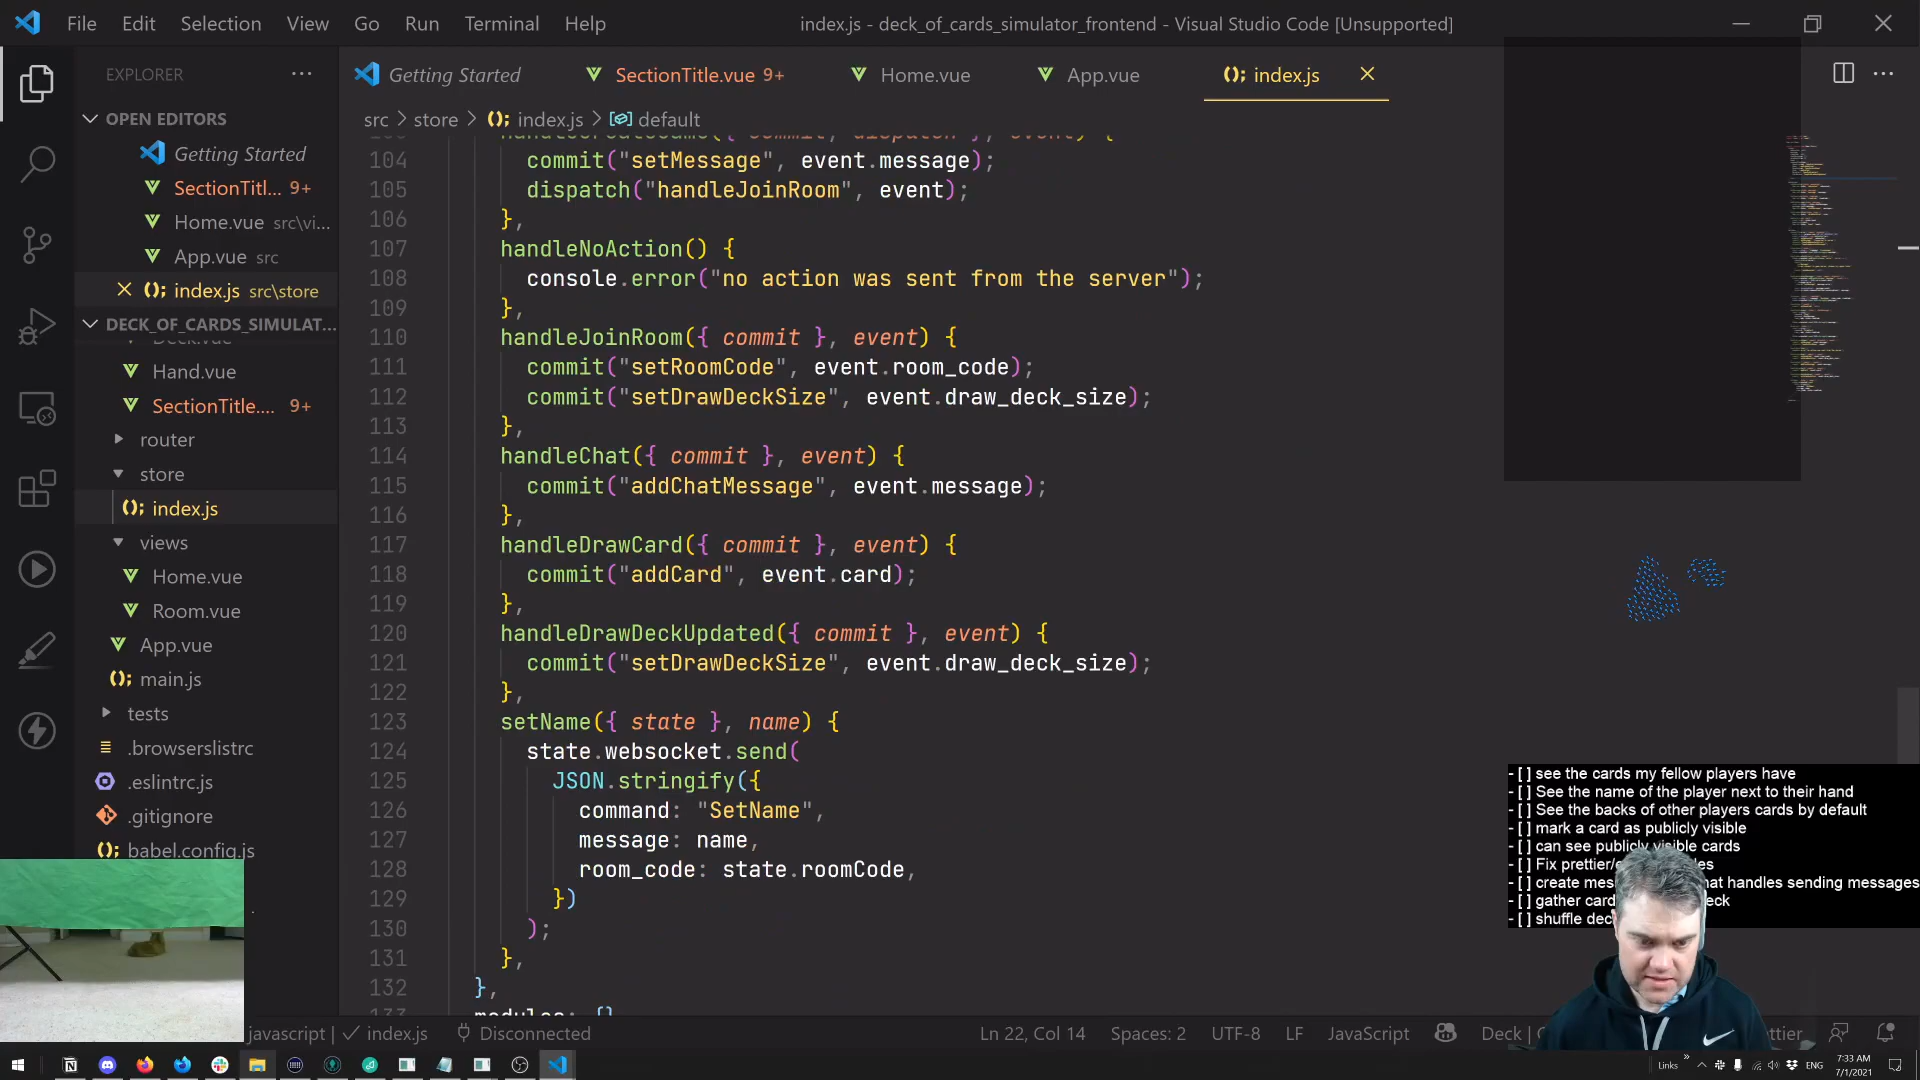 File Edit Selection View Go Run Terminal Help
index.js - deck_of_cards_simulator_frontend - Visual Studio Code [Unsupported]
EXPLORER
Getting Started
SectionTitle.vue 9+
Home.vue
App.vue
index.js
src > store > index.js > default
OPEN EDITORS
Getting Started
SectionTitl... 9+
Home.vue src\vi...
App.vue src
index.js src\store
DECK_OF_CARDS_SIMULAT...
Deck.vue
Hand.vue
SectionTitle.... 9+
router
store
index.js
views
Home.vue
Room.vue
App.vue
main.js
tests
.browserslistrc
.eslintrc.js
.gitignore
babel.config.js
104 commit("setMessage", event.message);
105 dispatch("handleJoinRoom", event);
106 },
107 handleNoAction() {
108 console.error("no action was sent from the server");
109 },
110 handleJoinRoom({ commit }, event) {
111 commit("setRoomCode", event.room_code);
112 commit("setDrawDeckSize", event.draw_deck_size);
113 },
114 handleChat({ commit }, event) {
115 commit("addChatMessage", event.message);
116 },
117 handleDrawCard({ commit }, event) {
118 commit("addCard", event.card);
119 },
120 handleDrawDeckUpdated({ commit }, event) {
121 commit("setDrawDeckSize", event.draw_deck_size);
122 },
123 setName({ state }, name) {
124 state.websocket.send(
125 JSON.stringify({
126 command: "SetName",
127 message: name,
128 room_code: state.roomCode,
129 })
130 );
131 },
132 },
133 modules: {}
- [ ] see the cards my fellow players have
- [ ] See the name of the player next to their hand
- [ ] See the backs of other players cards by default
- [ ] mark a card as publicly visible
- [ ] can see publicly visible cards
- [ ] Fix prettier/
- [ ] create mes hat handles sending messages
- [ ] gather card eck
- [ ] shuffle dec
javascript | ✓ index.js Disconnected Ln 22, Col 14 Spaces: 2 UTF-8 LF JavaScript Deck |
Links » ENG 7:33 AM
7/1/2021